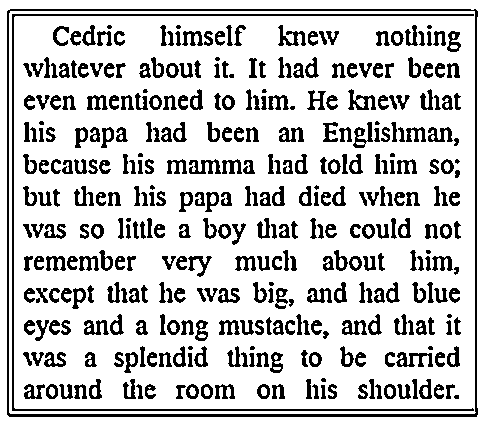 Cedric himself knew nothing
whatever about it. It had never been
even mentioned to him. He knew that
his papa had been an Englishman,
because his mamma had told him so;
but then his papa had died when he
was so little a boy that he could not
remember very much about him,
except that he was big, and had blue
eyes and a long mustache, and that it
was a splendid thing to be carried
around the room on his shoulder.